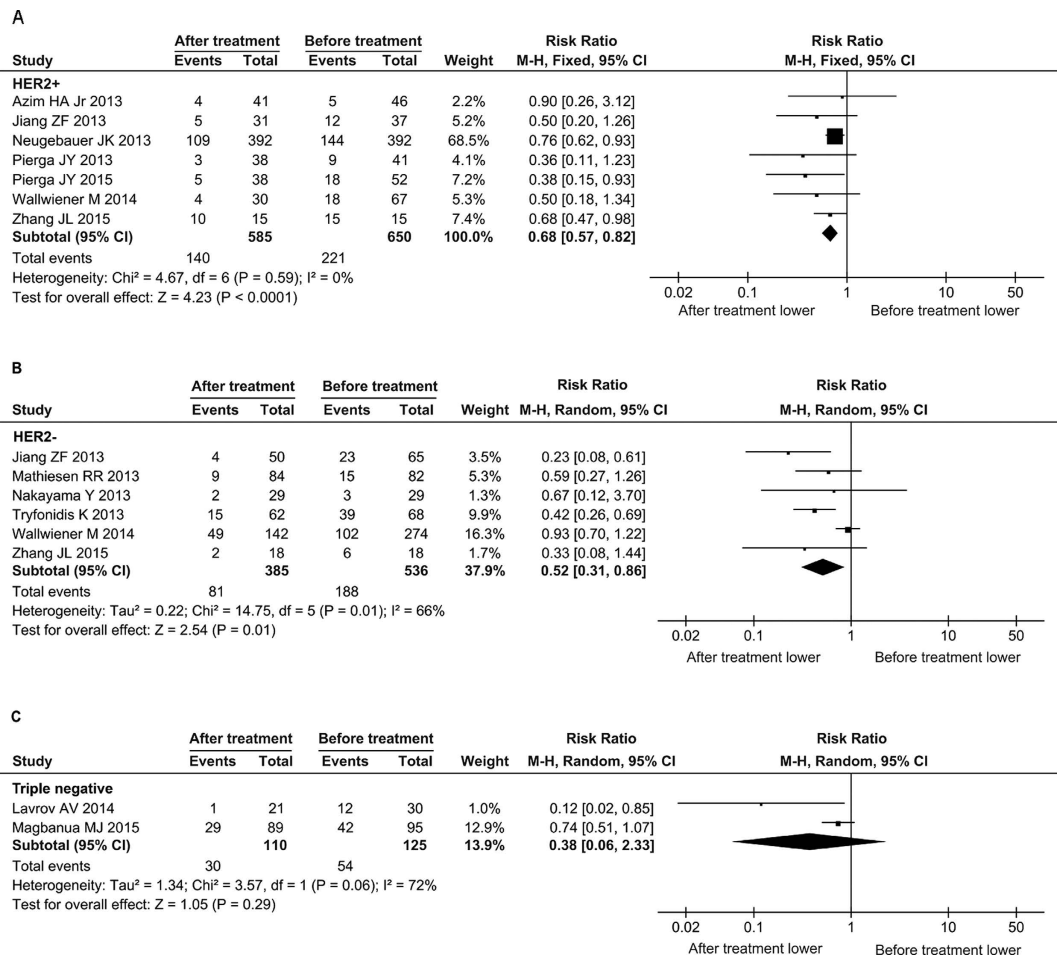 A
After treatment Before treatment Risk Ratio Risk Ratio
Study Events Total Events Total Weight M-H, Fixed, 95% CI M-H, Fixed, 95% CI
HER2+
Azim HA Jr 2013 4 41 5 46 2.2% 0.90 [0.26, 3.12]
Jiang ZF 2013 5 31 12 37 5.2% 0.50 [0.20, 1.26]
Neugebauer JK 2013 109 392 144 392 68.5% 0.76 [0.62, 0.93]
Pierga JY 2013 3 38 9 41 4.1% 0.36 [0.11, 1.23]
Pierga JY 2015 5 38 18 52 7.2% 0.38 [0.15, 0.93]
Wallwiener M 2014 4 30 18 67 5.3% 0.50 [0.18, 1.34]
Zhang JL 2015 10 15 15 15 7.4% 0.68 [0.47, 0.98]
Subtotal (95% CI) 585 650 100.0% 0.68 [0.57, 0.82]
Total events 140 221
Heterogeneity: Chi² = 4.67, df = 6 (P = 0.59); I² = 0%
Test for overall effect: Z = 4.23 (P < 0.0001)
0.02 0.1 1 10 50
After treatment lower Before treatment lower
B
After treatment Before treatment Risk Ratio Risk Ratio
Study Events Total Events Total Weight M-H, Random, 95% CI M-H, Random, 95% CI
HER2-
Jiang ZF 2013 4 50 23 65 3.5% 0.23 [0.08, 0.61]
Mathiesen RR 2013 9 84 15 82 5.3% 0.59 [0.27, 1.26]
Nakayama Y 2013 2 29 3 29 1.3% 0.67 [0.12, 3.70]
Tryfonidis K 2013 15 62 39 68 9.9% 0.42 [0.26, 0.69]
Wallwiener M 2014 49 142 102 274 16.3% 0.93 [0.70, 1.22]
Zhang JL 2015 2 18 6 18 1.7% 0.33 [0.08, 1.44]
Subtotal (95% CI) 385 536 37.9% 0.52 [0.31, 0.86]
Total events 81 188
Heterogeneity: Tau² = 0.22; Chi² = 14.75, df = 5 (P = 0.01); I² = 66%
Test for overall effect: Z = 2.54 (P = 0.01)
0.02 0.1 1 10 50
After treatment lower Before treatment lower
C
After treatment Before treatment Risk Ratio Risk Ratio
Study Events Total Events Total Weight M-H, Random, 95% CI M-H, Random, 95% CI
Triple negative
Lavrov AV 2014 1 21 12 30 1.0% 0.12 [0.02, 0.85]
Magbanua MJ 2015 29 89 42 95 12.9% 0.74 [0.51, 1.07]
Subtotal (95% CI) 110 125 13.9% 0.38 [0.06, 2.33]
Total events 30 54
Heterogeneity: Tau² = 1.34; Chi² = 3.57, df = 1 (P = 0.06); I² = 72%
Test for overall effect: Z = 1.05 (P = 0.29)
0.02 0.1 1 10 50
After treatment lower Before treatment lower